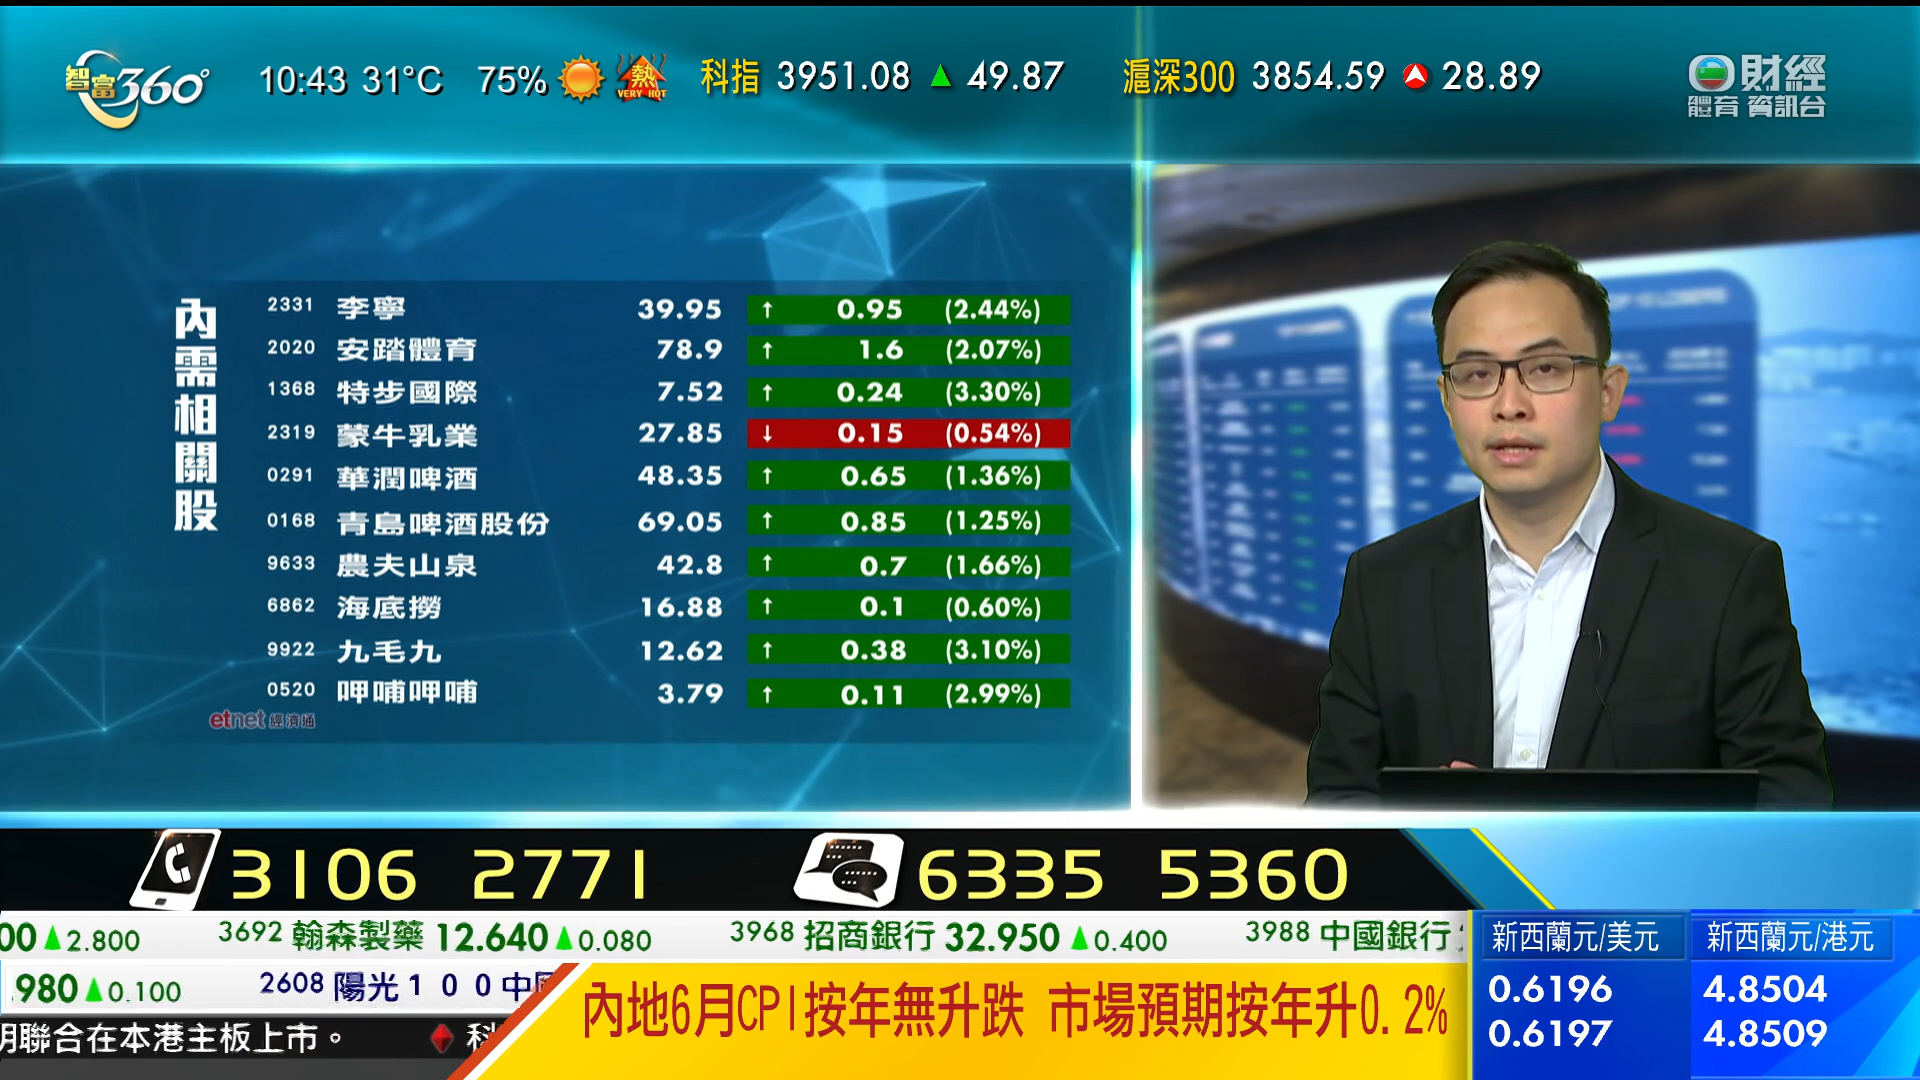 智富360°
10:43 31°C 75%
熱
VERY HOT
科指 3951.08 ▲ 49.87
滬深300 3854.59 28.89
財經
體育 資訊台
內需相關股
2331 李寧 39.95 ↑ 0.95 (2.44%)
2020 安踏體育 78.9 ↑ 1.6 (2.07%)
1368 特步國際 7.52 ↑ 0.24 (3.30%)
2319 蒙牛乳業 27.85 ↓ 0.15 (0.54%)
0291 華潤啤酒 48.35 ↑ 0.65 (1.36%)
0168 青島啤酒股份 69.05 ↑ 0.85 (1.25%)
9633 農夫山泉 42.8 ↑ 0.7 (1.66%)
6862 海底撈 16.88 ↑ 0.1 (0.60%)
9922 九毛九 12.62 ↑ 0.38 (3.10%)
0520 呷哺呷哺 3.79 ↑ 0.11 (2.99%)
etnet 經濟通
3106 2771 6335 5360
00 ▲2.800 3692 翰森製藥 12.640 ▲0.080 3968 招商銀行 32.950 ▲0.400 3988 中國銀行
.980 ▲0.100 2608 陽光100中
聯合在本港主板上市。 ♦ 科
內地6月CPI按年無升跌 市場預期按年升0.2%
新西蘭元/美元 新西蘭元/港元
0.6196 4.8504
0.6197 4.8509